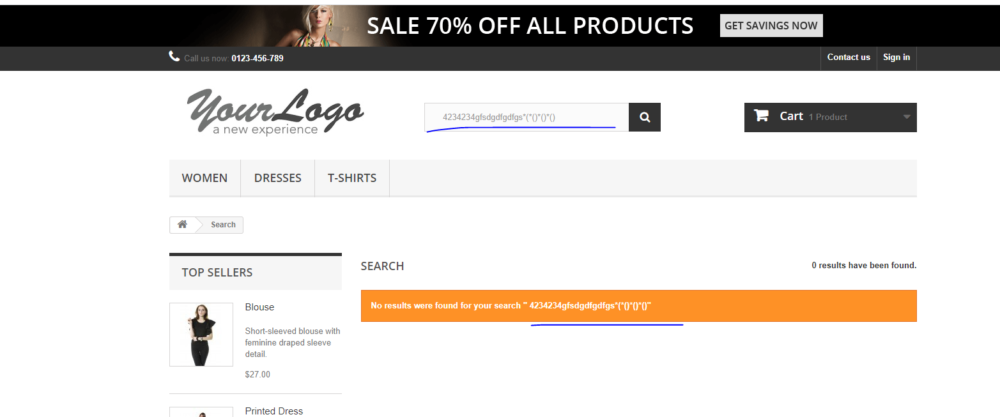 SALE 70% OFF ALL PRODUCTS GET SAVINGS NOW
Call us now: 0123-456-789 Contact us Sign in
YourLogo
a new experience
4234234gfsdgdfgdfgs*(*()*()*()
Cart 1 Product
WOMEN DRESSES T-SHIRTS
Search
TOP SELLERS
Blouse
Short-sleeved blouse with
feminine draped sleeve
detail.
$27.00
Printed Dress
SEARCH 0 results have been found.
No results were found for your search " 4234234gfsdgdfgdfgs*(*()*()*()"